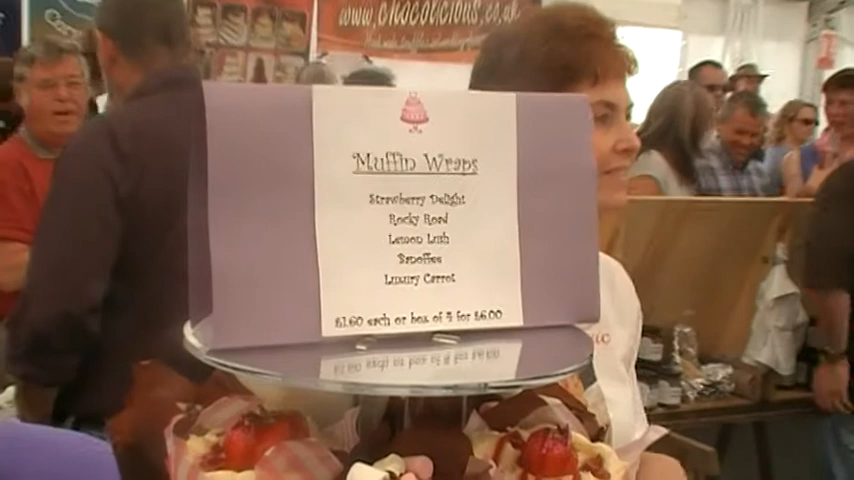 www.chocolicious.co.uk
Muffin Wraps
Strawberry Delight
Rocky Road
Lemon Lush
Banoffee
Luxury Carrot
£1.60 each or box of 4 for £6.00